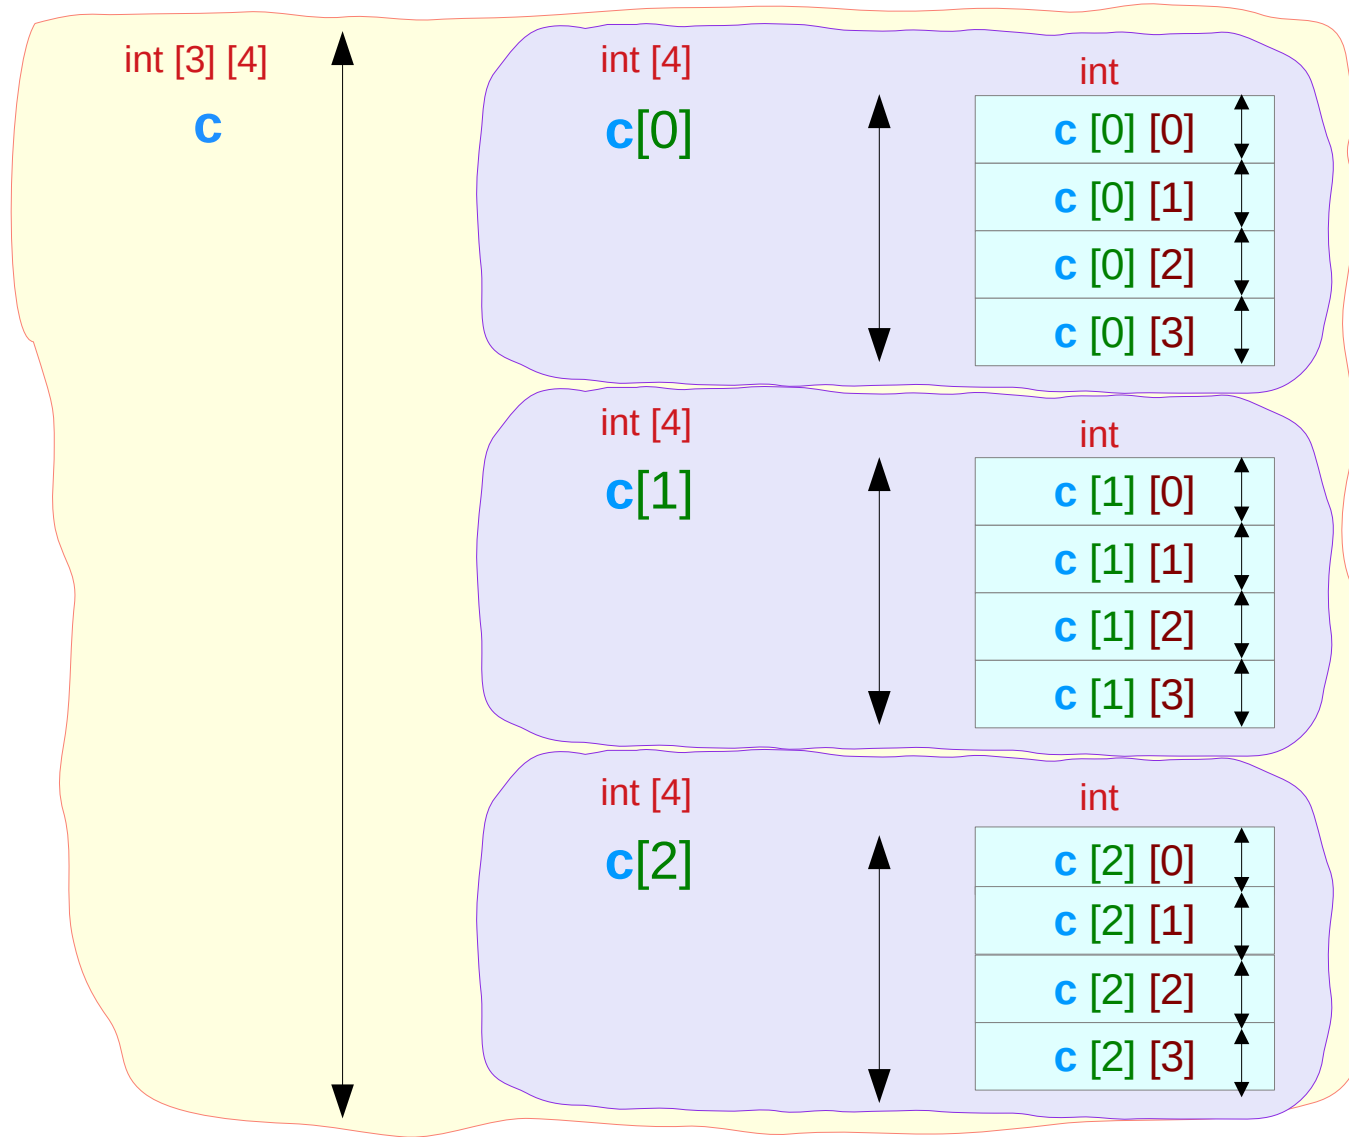 int [3] [4]
c
int [4]
c[0]
int
c [0] [0]
c [0] [1]
c [0] [2]
c [0] [3]
int [4]
c[1]
int
c [1] [0]
c [1] [1]
c [1] [2]
c [1] [3]
int [4]
c[2]
int
c [2] [0]
c [2] [1]
c [2] [2]
c [2] [3]